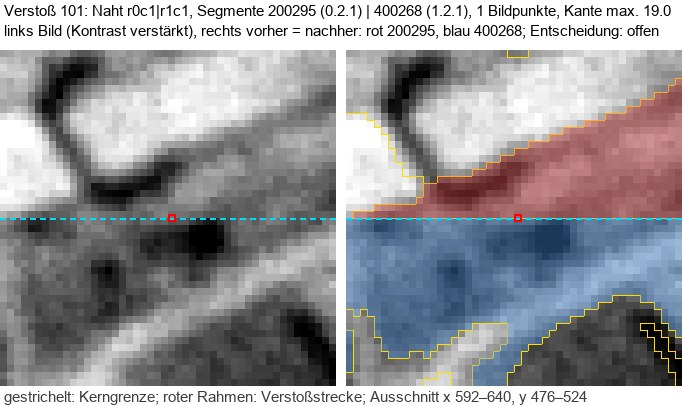 Verstoß 101: Naht r0c1|r1c1, Segmente 200295 (0.2.1) | 400268 (1.2.1), 1 Bildpunkte, Kante max. 19.0
links Bild (Kontrast verstärkt), rechts vorher = nachher: rot 200295, blau 400268; Entscheidung: offen
gestrichelt: Kerngrenze; roter Rahmen: Verstoßstrecke; Ausschnitt x 592–640, y 476–524